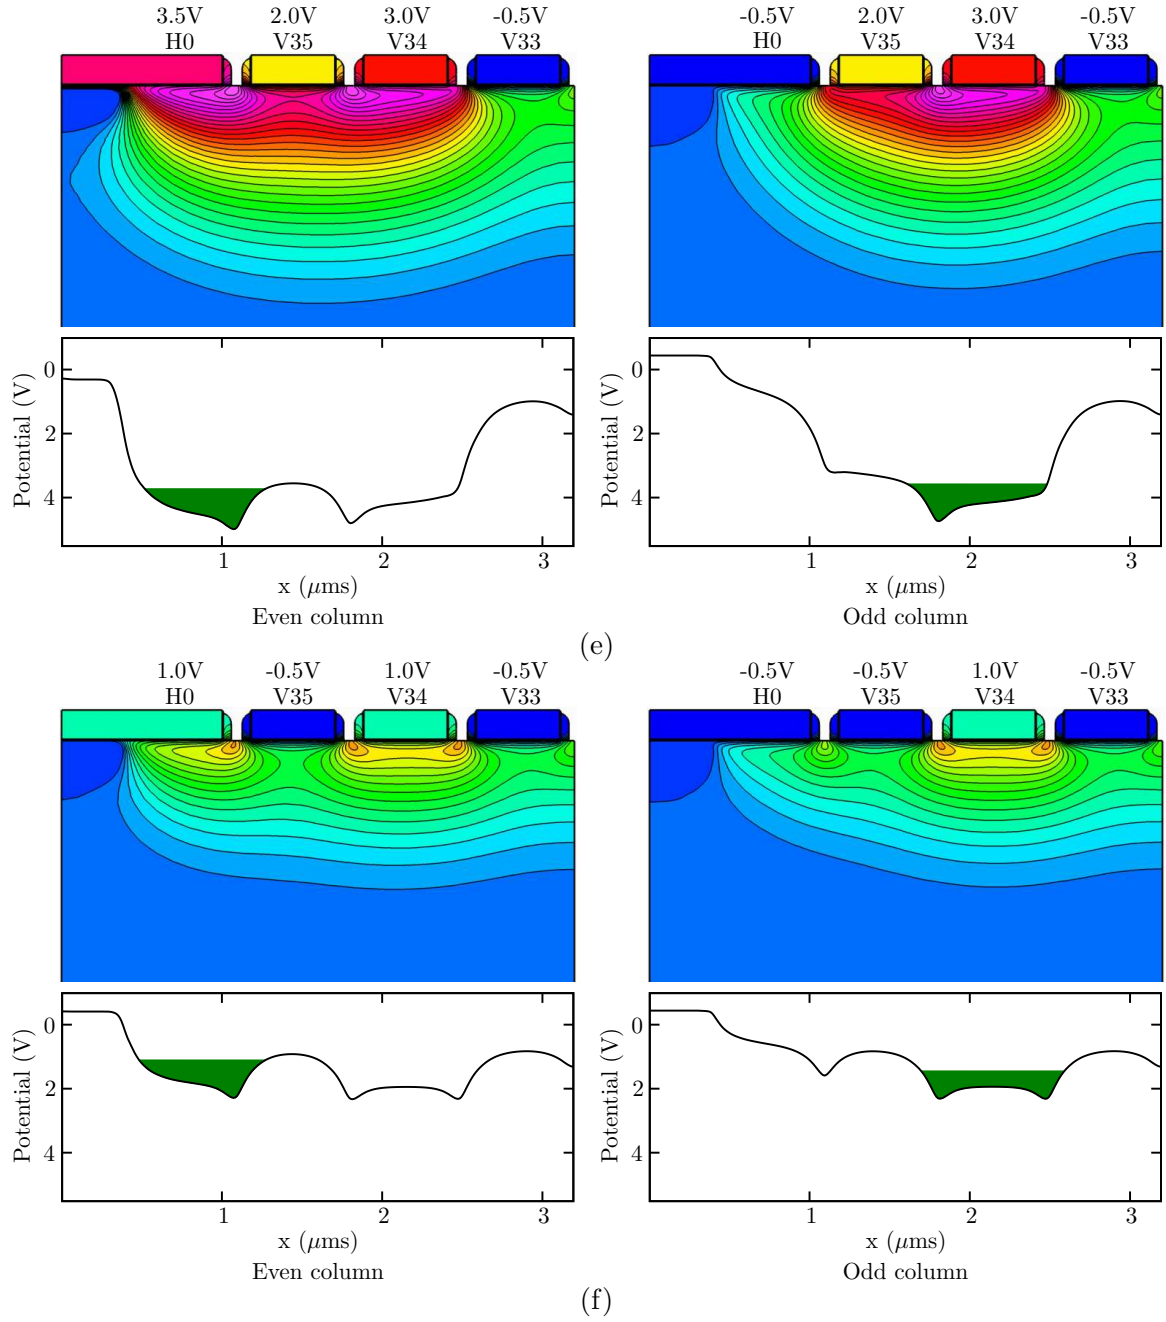 3.5V 2.0V 3.0V -0.5V
H0 V35 V34 V33
-0.5V 2.0V 3.0V -0.5V
H0 V35 V34 V33
Potential (V)
0
2
4
1 2 3
x (μms)
Even column
Potential (V)
0
2
4
1 2 3
x (μms)
Odd column
(e)
1.0V -0.5V 1.0V -0.5V
H0 V35 V34 V33
-0.5V -0.5V 1.0V -0.5V
H0 V35 V34 V33
Potential (V)
0
2
4
1 2 3
x (μms)
Even column
Potential (V)
0
2
4
1 2 3
x (μms)
Odd column
(f)